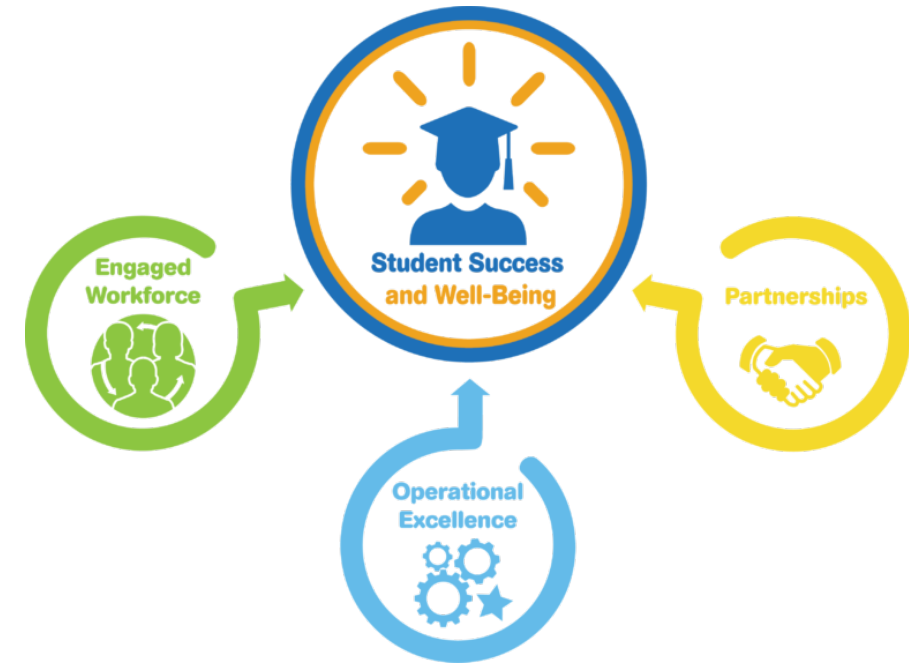 Student Success
and Well-Being
Engaged
Workforce
Partnerships
Operational
Excellence